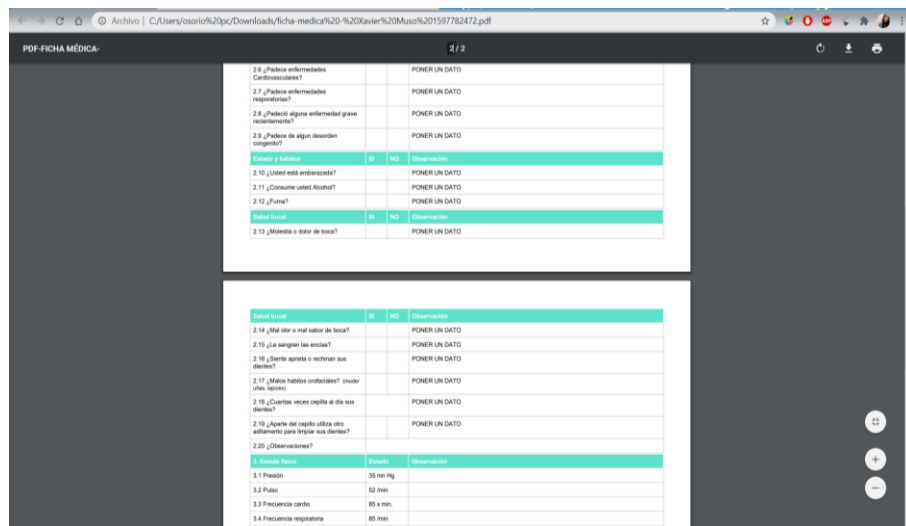 Archivo | C:/Users/osorio%20pc/Downloads/ficha-medica%20-%20Xavier%20Muso%201597782472.pdf
PDF-FICHA MÉDICA-
2 / 2
2.6 ¿Padece enfermedades Cardiovasculares? PONER UN DATO
2.7 ¿Padece enfermedades resporatorias? PONER UN DATO
2.8 ¿Padeció alguna enfermedad grave recientemente? PONER UN DATO
2.9 ¿Padece de algun desorden congenito? PONER UN DATO
Estado y hábitos SI NO Observación
2.10 ¿Usted está embarazada? PONER UN DATO
2.11 ¿Consume usted Alcohol? PONER UN DATO
2.12 ¿Fuma? PONER UN DATO
Salud bucal SI NO Observación
2.13 ¿Molestia o dolor de boca? PONER UN DATO
Salud bucal SI NO Observación
2.14 ¿Mal olor o mal sabor de boca? PONER UN DATO
2.15 ¿Le sangran las encias? PONER UN DATO
2.16 ¿Siente aprieta o rechinan sus dientes? PONER UN DATO
2.17 ¿Malos habitos orofaciales? (moder uñas, lapices) PONER UN DATO
2.18 ¿Cuantas veces cepilla al dia sus dientes? PONER UN DATO
2.19 ¿Aparte del cepillo utiliza otro aditamento para limpiar sus dientes? PONER UN DATO
2.20 ¿Observaciones?
3. Estado físico Estado Observación
3.1 Presión 35 mn Hg
3.2 Pulso 52 /min
3.3 Frecuencia cardio 85 x min.
3.4 Frecuencia respiratoria 85 /min